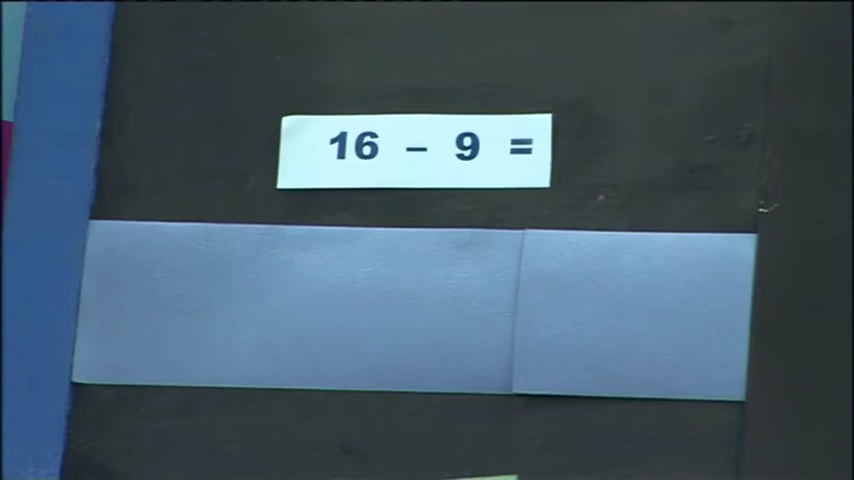 16 – 9 =